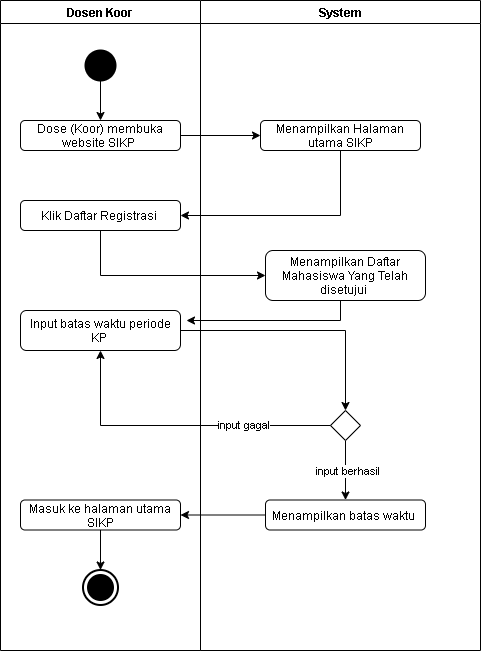 Dosen Koor
System
Dose (Koor) membuka
website SIKP
Menampilkan Halaman
utama SIKP
Klik Daftar Registrasi
Menampilkan Daftar
Mahasiswa Yang Telah
disetujui
Input batas waktu periode
KP
input gagal
input berhasil
Masuk ke halaman utama
SIKP
Menampilkan batas waktu